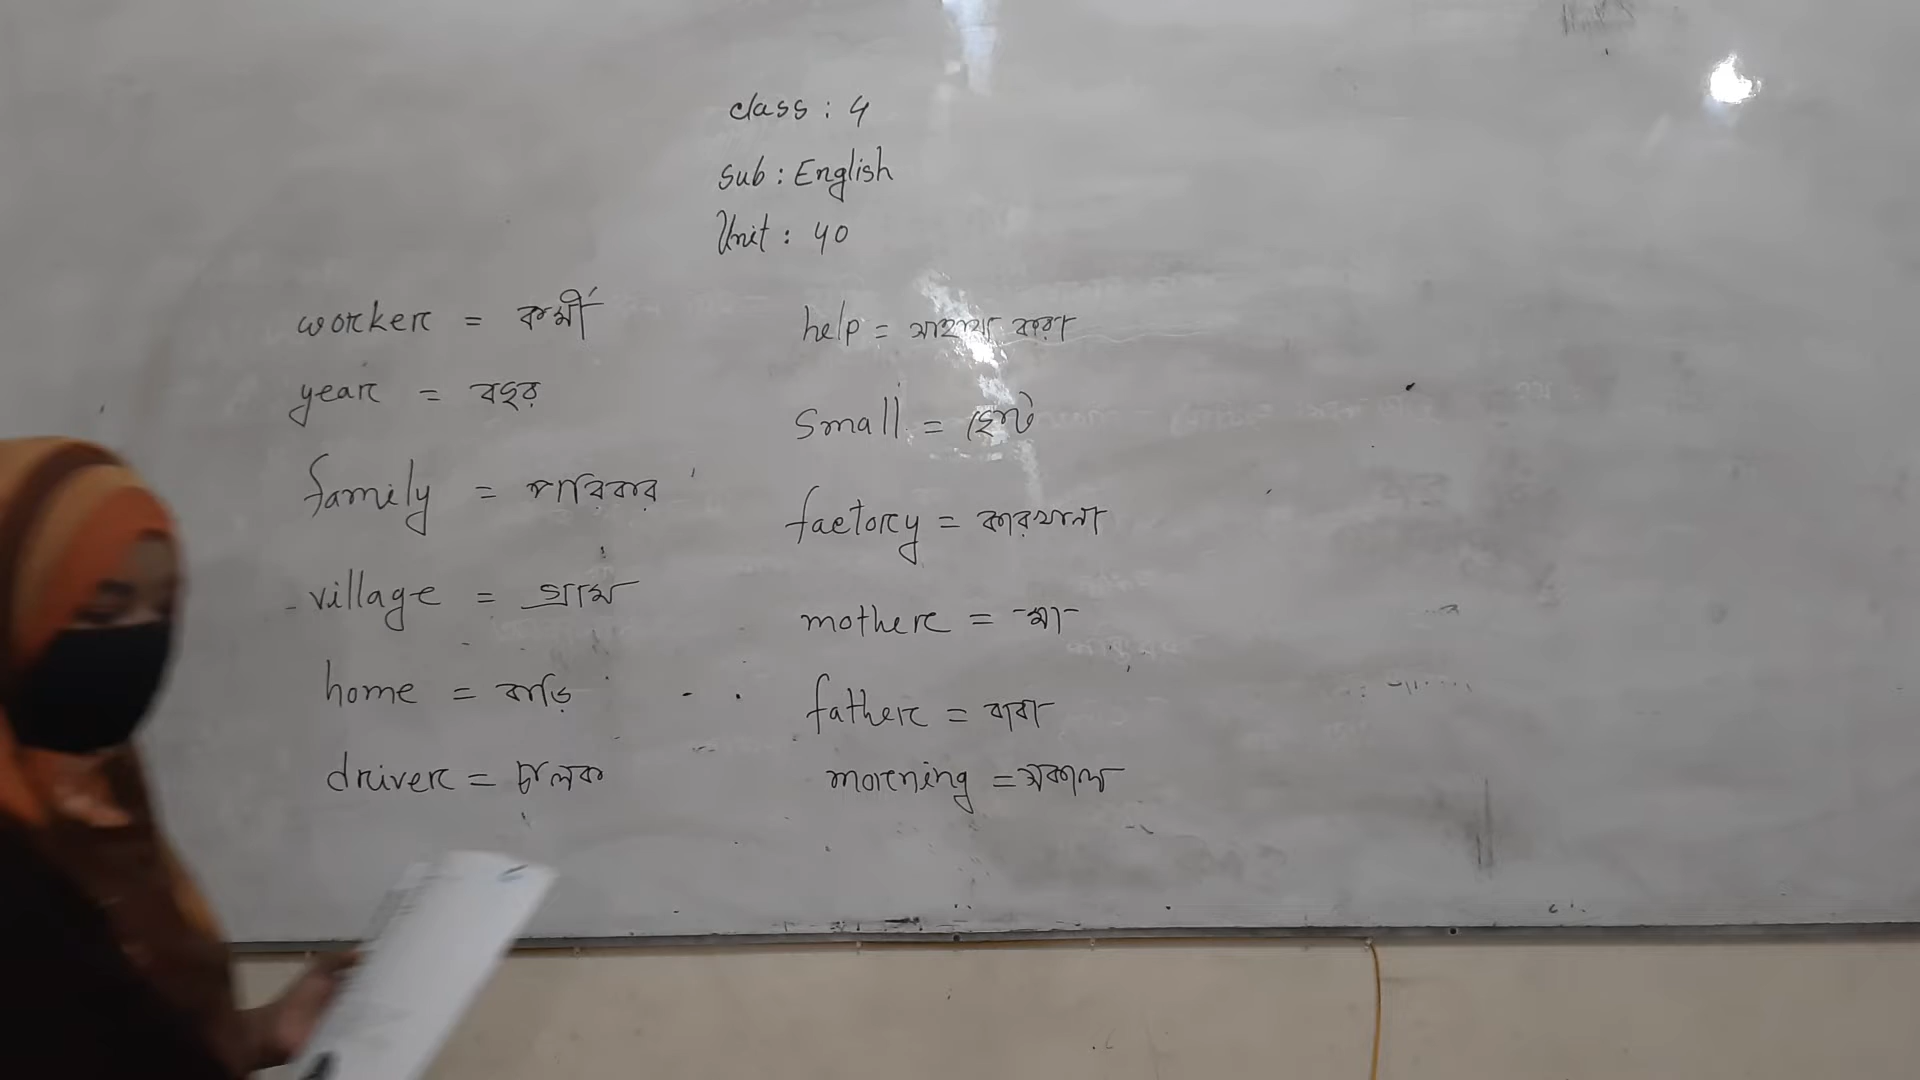 class : 4
sub : English
Unit : 40
worker = কর্মী
year = বছর
family = পরিবার
village = গ্রাম
home = বাড়ি
driver = চালক
help = সাহায্য করা
small = ছোট
factory = কারখানা
mother = মা
father = বাবা
morning = সকাল